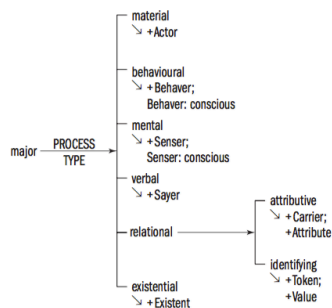 material
↘ +Actor
behavioural
↘ + Behaver;
Behaver: conscious
mental
↘ +Senser;
Senser: conscious
major
PROCESS
TYPE
verbal
↘ +Sayer
relational
attributive
↘ +Carrier;
+Attribute
identifying
↘ +Token;
+Value
existential
↘ +Existent